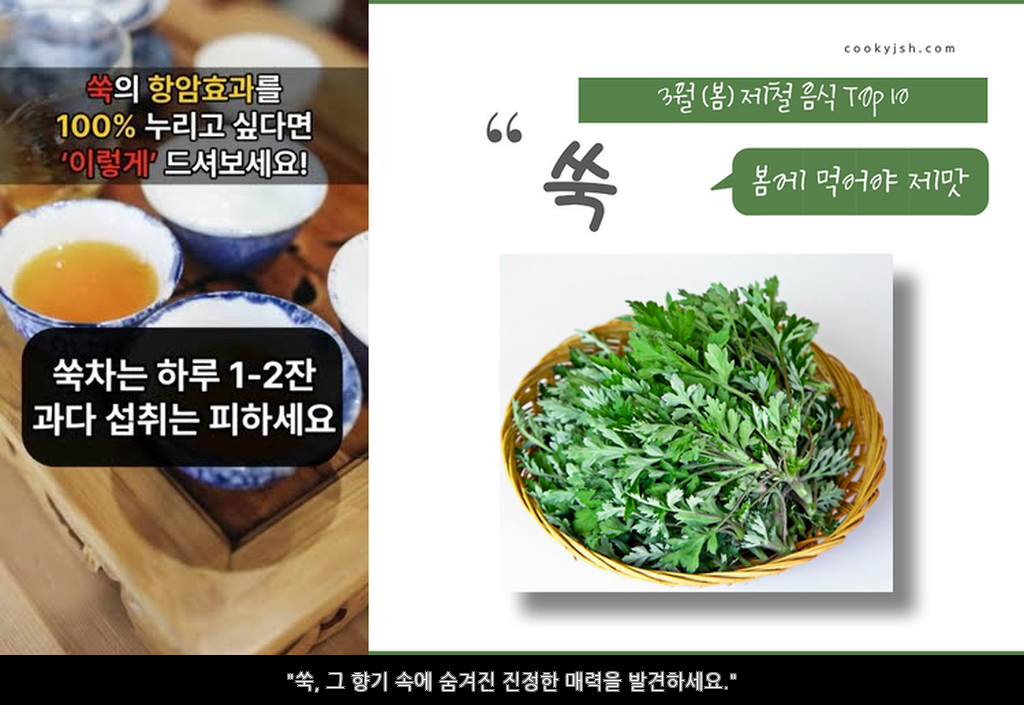 쑥의 항암효과를
100% 누리고 싶다면
'이렇게' 드셔보세요!
쑥차는 하루 1-2잔
과다 섭취는 피하세요
cookyjsh.com
3월 (봄) 제철 음식 Top 10
“
쑥
봄에 먹어야 제맛
"쑥, 그 향기 속에 숨겨진 진정한 매력을 발견하세요."